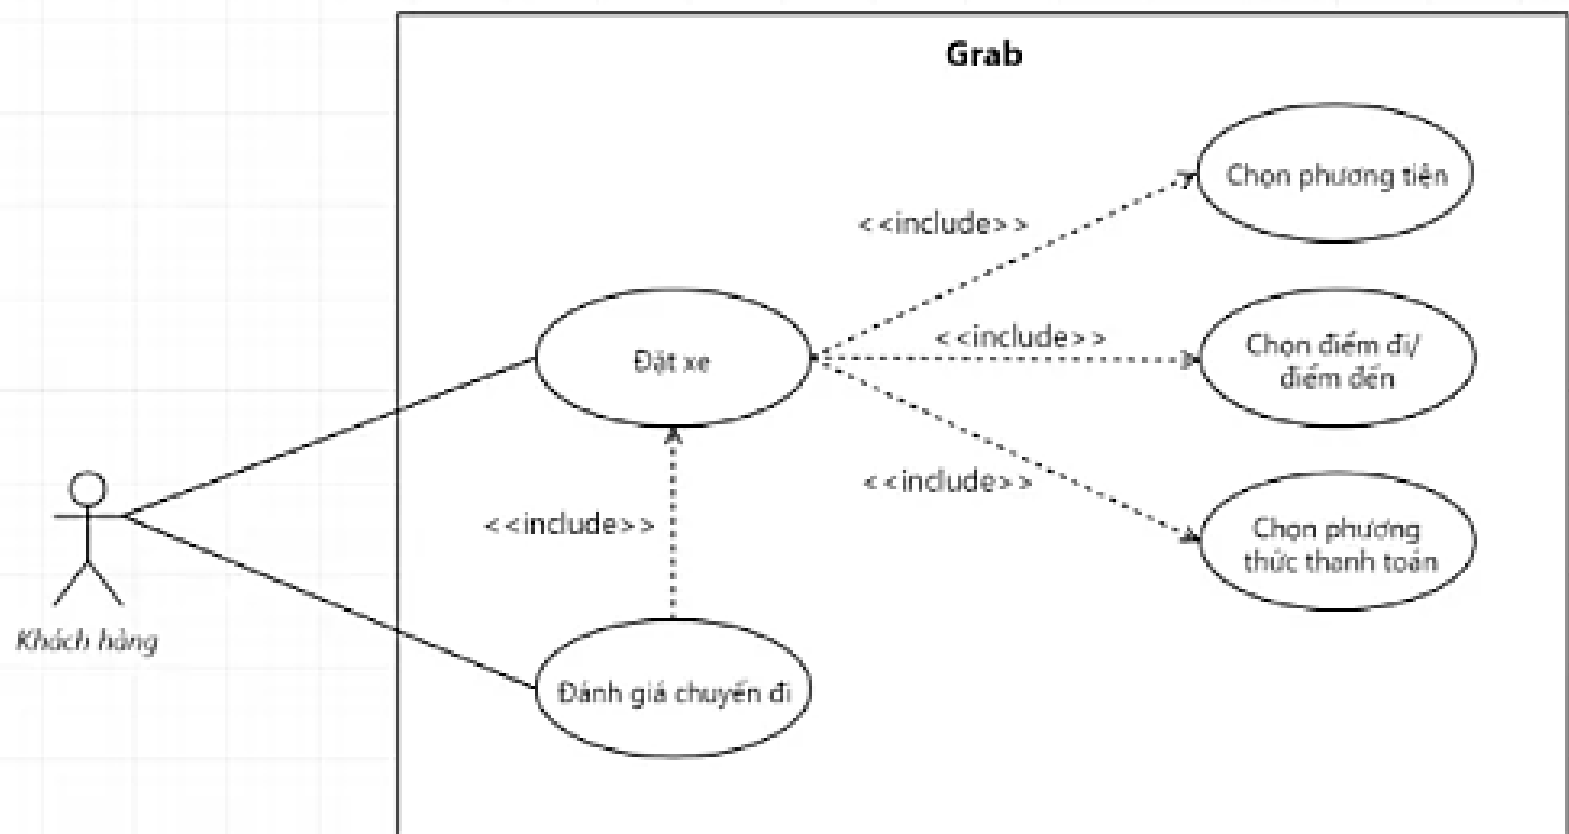 Grab
Chọn phương tiện
<<include>>
Đặt xe
<<include>>
Chọn điểm đi/
điểm đến
<<include>>
Chọn phương
thức thanh toán
<<include>>
Khách hàng
Đánh giá chuyến đi